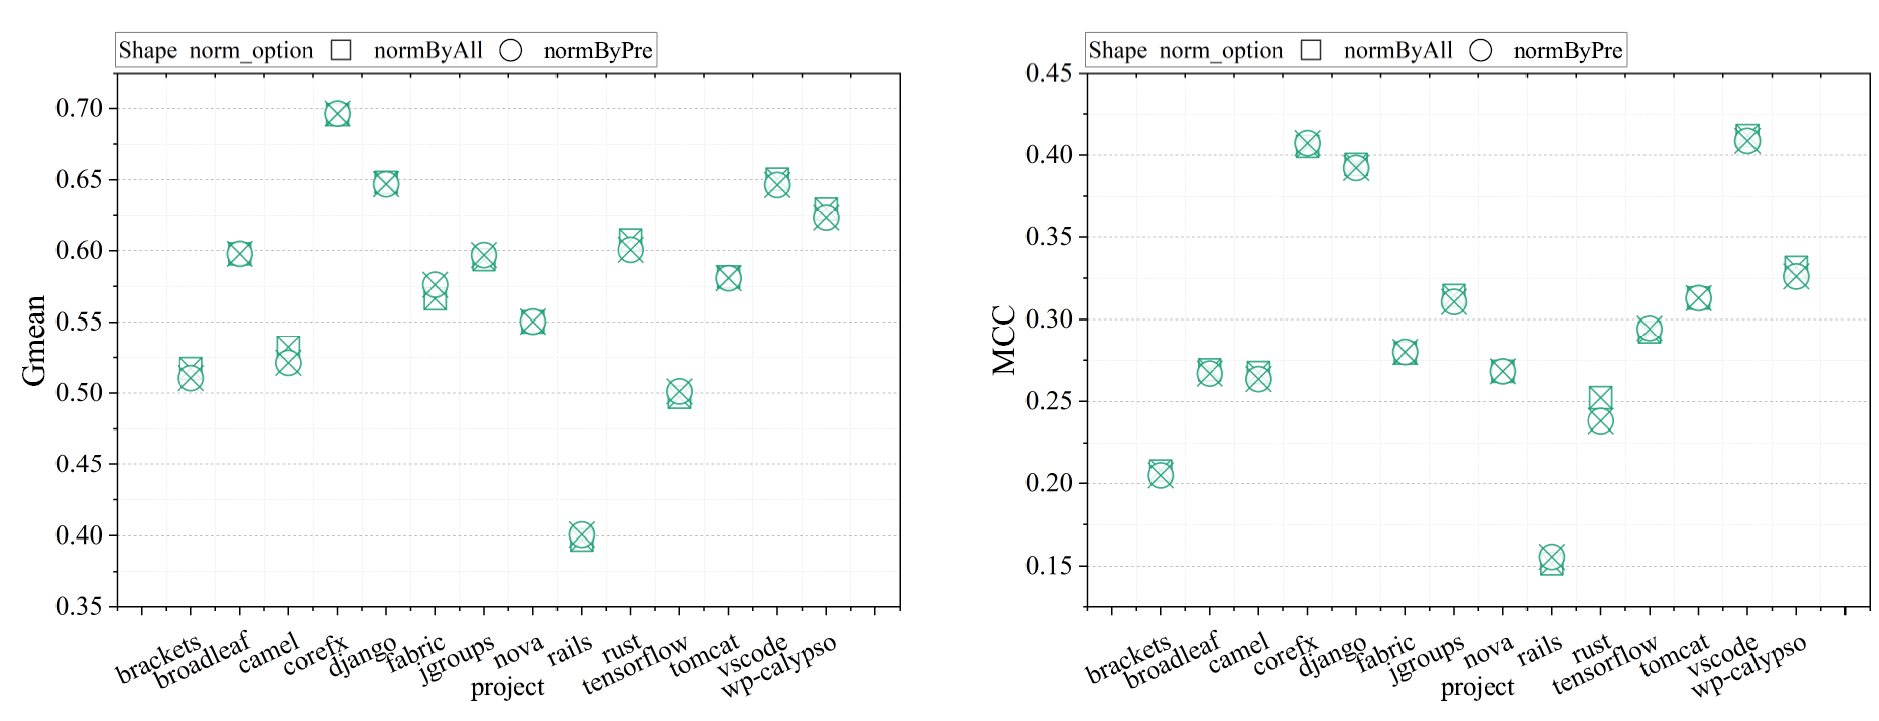 Shape norm_option normByAll normByPre
0.70
0.65
0.60
0.55
0.50
0.45
0.40
0.35
Gmean
brackets
broadleaf
camel
corefx
django
fabric
jgroups
nova
rails
rust
tensorflow
tomcat
vscode
wp-calypso
project
Shape norm_option normByAll normByPre
0.45
0.40
0.35
0.30
0.25
0.20
0.15
MCC
brackets
broadleaf
camel
corefx
django
fabric
jgroups
nova
rails
rust
tensorflow
tomcat
vscode
wp-calypso
project